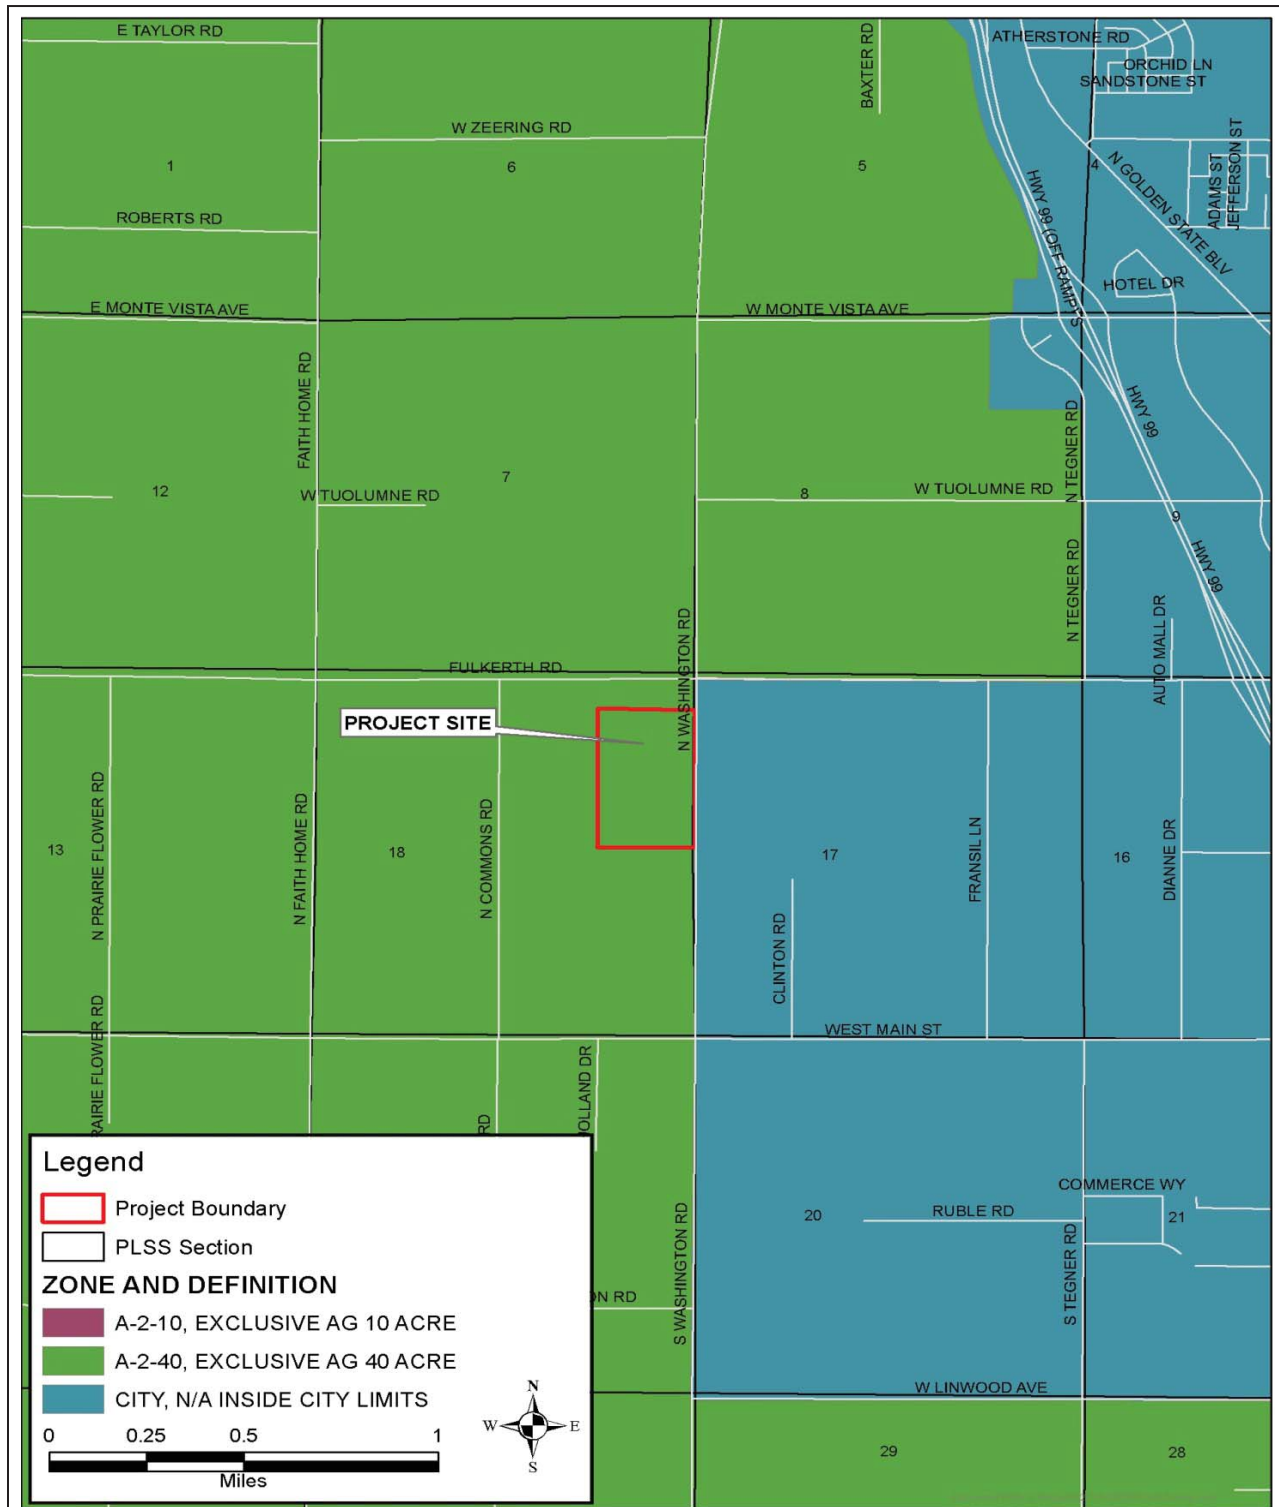 E TAYLOR RD
BAXTER RD
ATHERSTONE RD
ORCHID LN
SANDSTONE ST
W ZEERING RD
1
6
5
4
N GOLDEN STATE BLV
ADAMS ST
JEFFERSON ST
HWY 99 (OFF RAMP) S
ROBERTS RD
HOTEL DR
E MONTE VISTA AVE
W MONTE VISTA AVE
FAITH HOME RD
HWY 99
N TEGNER RD
12
7
8
W TUOLUMNE RD
W TUOLUMNE RD
9
HWY 99
N TEGNER RD
AUTO MALL DR
N WASHINGTON RD
FULKERTH RD
PROJECT SITE
N PRAIRIE FLOWER RD
N FAITH HOME RD
N COMMONS RD
13
18
17
16
FRANSIL LN
DIANNE DR
CLINTON RD
WEST MAIN ST
RAIRIE FLOWER RD
RD
OLLAND DR
COMMERCE WY
20
RUBLE RD
21
S WASHINGTON RD
S TEGNER RD
ON RD
W LINWOOD AVE
29
28
Legend
Project Boundary
PLSS Section
ZONE AND DEFINITION
A-2-10, EXCLUSIVE AG 10 ACRE
A-2-40, EXCLUSIVE AG 40 ACRE
CITY, N/A INSIDE CITY LIMITS
N
W E
S
0 0.25 0.5 1
Miles